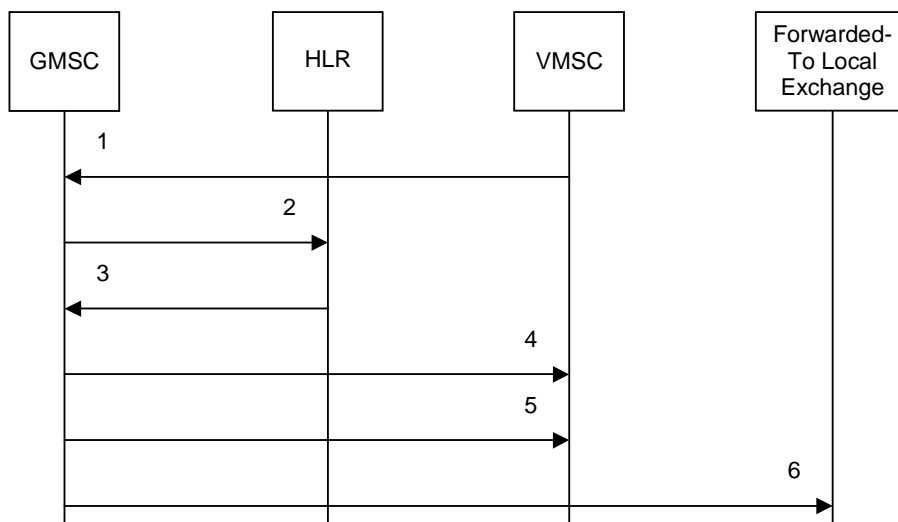 GMSC
HLR
VMSC
Forwarded-
To Local
Exchange
1
2
3
4
5
6